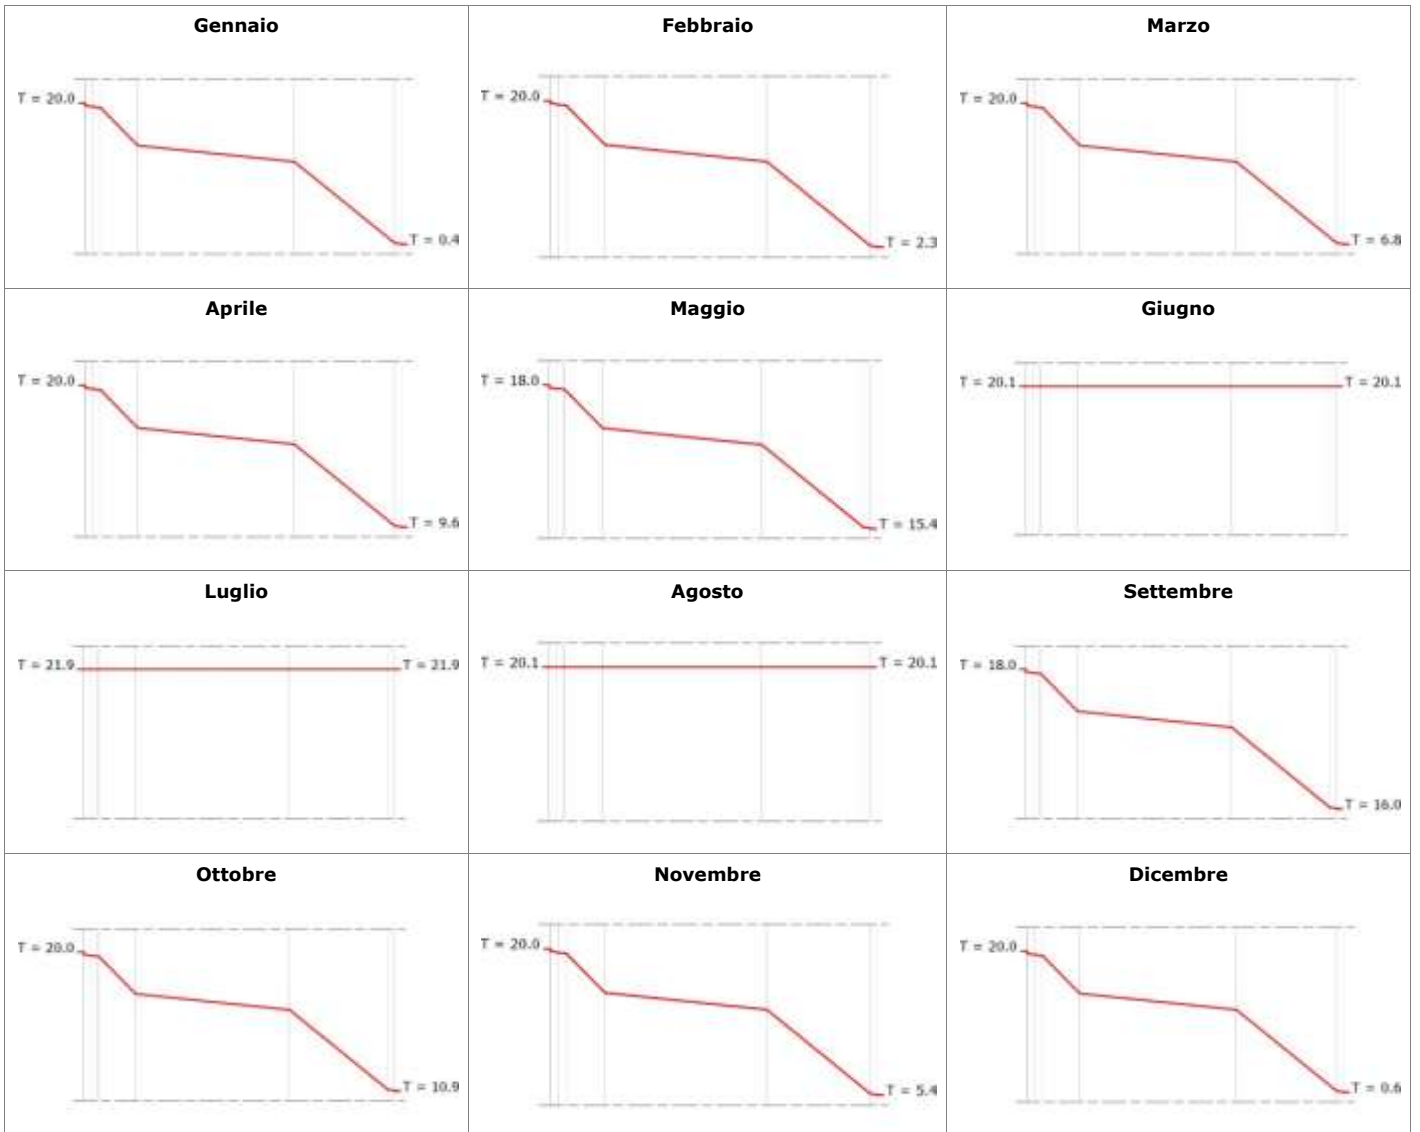 Gennaio
T = 20.0
T = 0.4
Febbraio
T = 20.0
T = 2.3
Marzo
T = 20.0
T = 6.8
Aprile
T = 20.0
T = 9.6
Maggio
T = 18.0
T = 15.4
Giugno
T = 20.1
T = 20.1
Luglio
T = 21.9
T = 21.9
Agosto
T = 20.1
T = 20.1
Settembre
T = 18.0
T = 16.0
Ottobre
T = 20.0
T = 10.9
Novembre
T = 20.0
T = 5.4
Dicembre
T = 20.0
T = 0.6